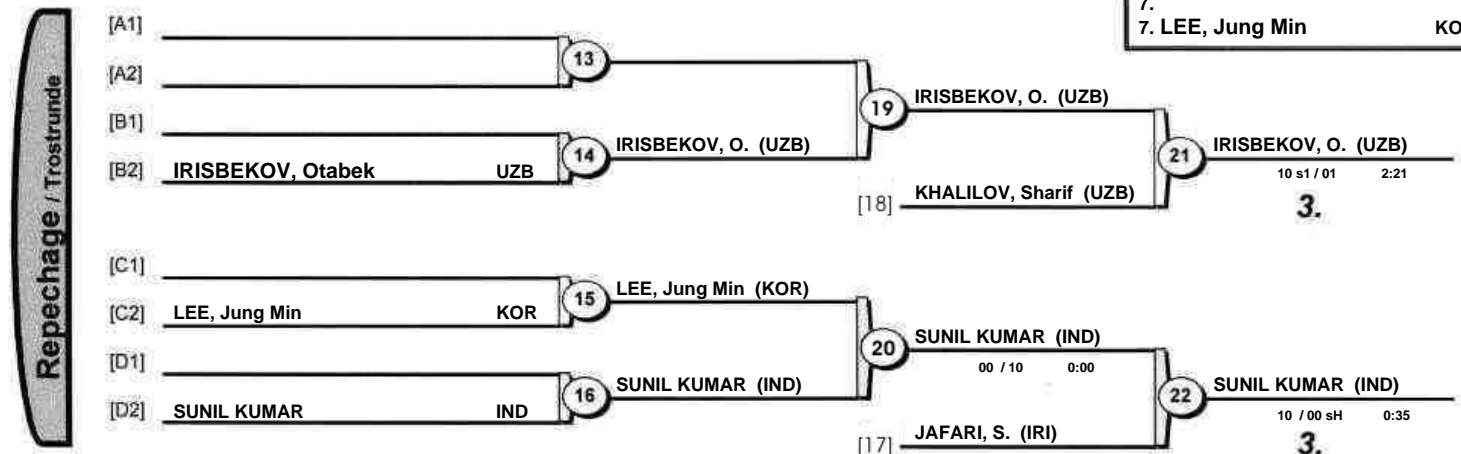 7.
7. LEE, Jung Min KO
Repechage / Trostrunde
[A1]
13
[A2]
19 IRISBEKOV, O. (UZB)
[B1]
14 IRISBEKOV, O. (UZB)
21 IRISBEKOV, O. (UZB)
[B2] IRISBEKOV, Otabek UZB
10 s1 / 01 2:21
[18] KHALILOV, Sharif (UZB)
3.
[C1]
15 LEE, Jung Min (KOR)
[C2] LEE, Jung Min KOR
20 SUNIL KUMAR (IND)
00 / 10 0:00
[D1]
16 SUNIL KUMAR (IND)
22 SUNIL KUMAR (IND)
[D2] SUNIL KUMAR IND
10 / 00 sH 0:35
[17] JAFARI, S. (IRI)
3.